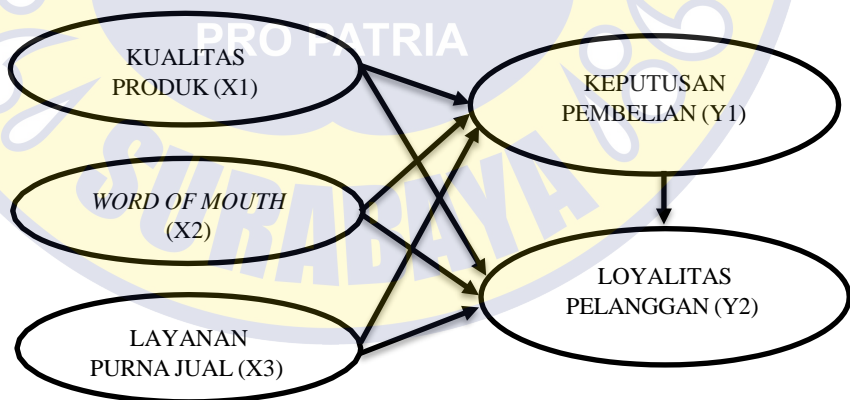 PRO PATRIA
KUALITAS
PRODUK (X1)
KEPUTUSAN
PEMBELIAN (Y1)
WORD OF MOUTH
(X2)
SURABAYA
LOYALITAS
PELANGGAN (Y2)
LAYANAN
PURNA JUAL (X3)